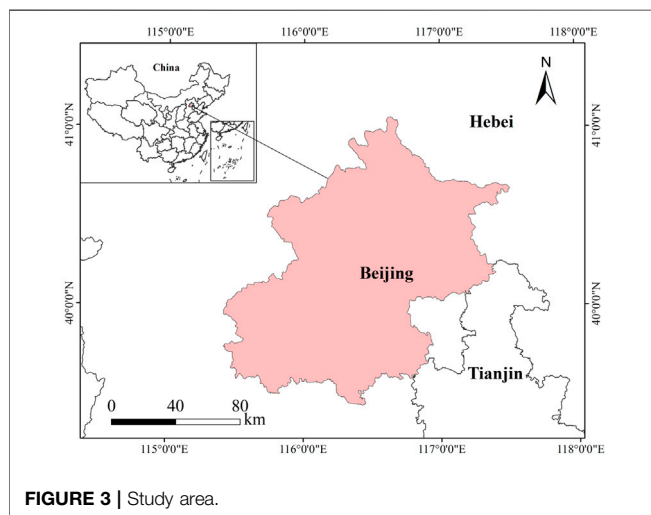 115°0'0"E
116°0'0"E
117°0'0"E
118°0'0"E
China
N
Hebei
41°0'0"N
41°0'0"N
Beijing
40°0'0"N
40°0'0"N
Tianjin
0
40
80
km
115°0'0"E
116°0'0"E
117°0'0"E
118°0'0"E
FIGURE 3 | Study area.